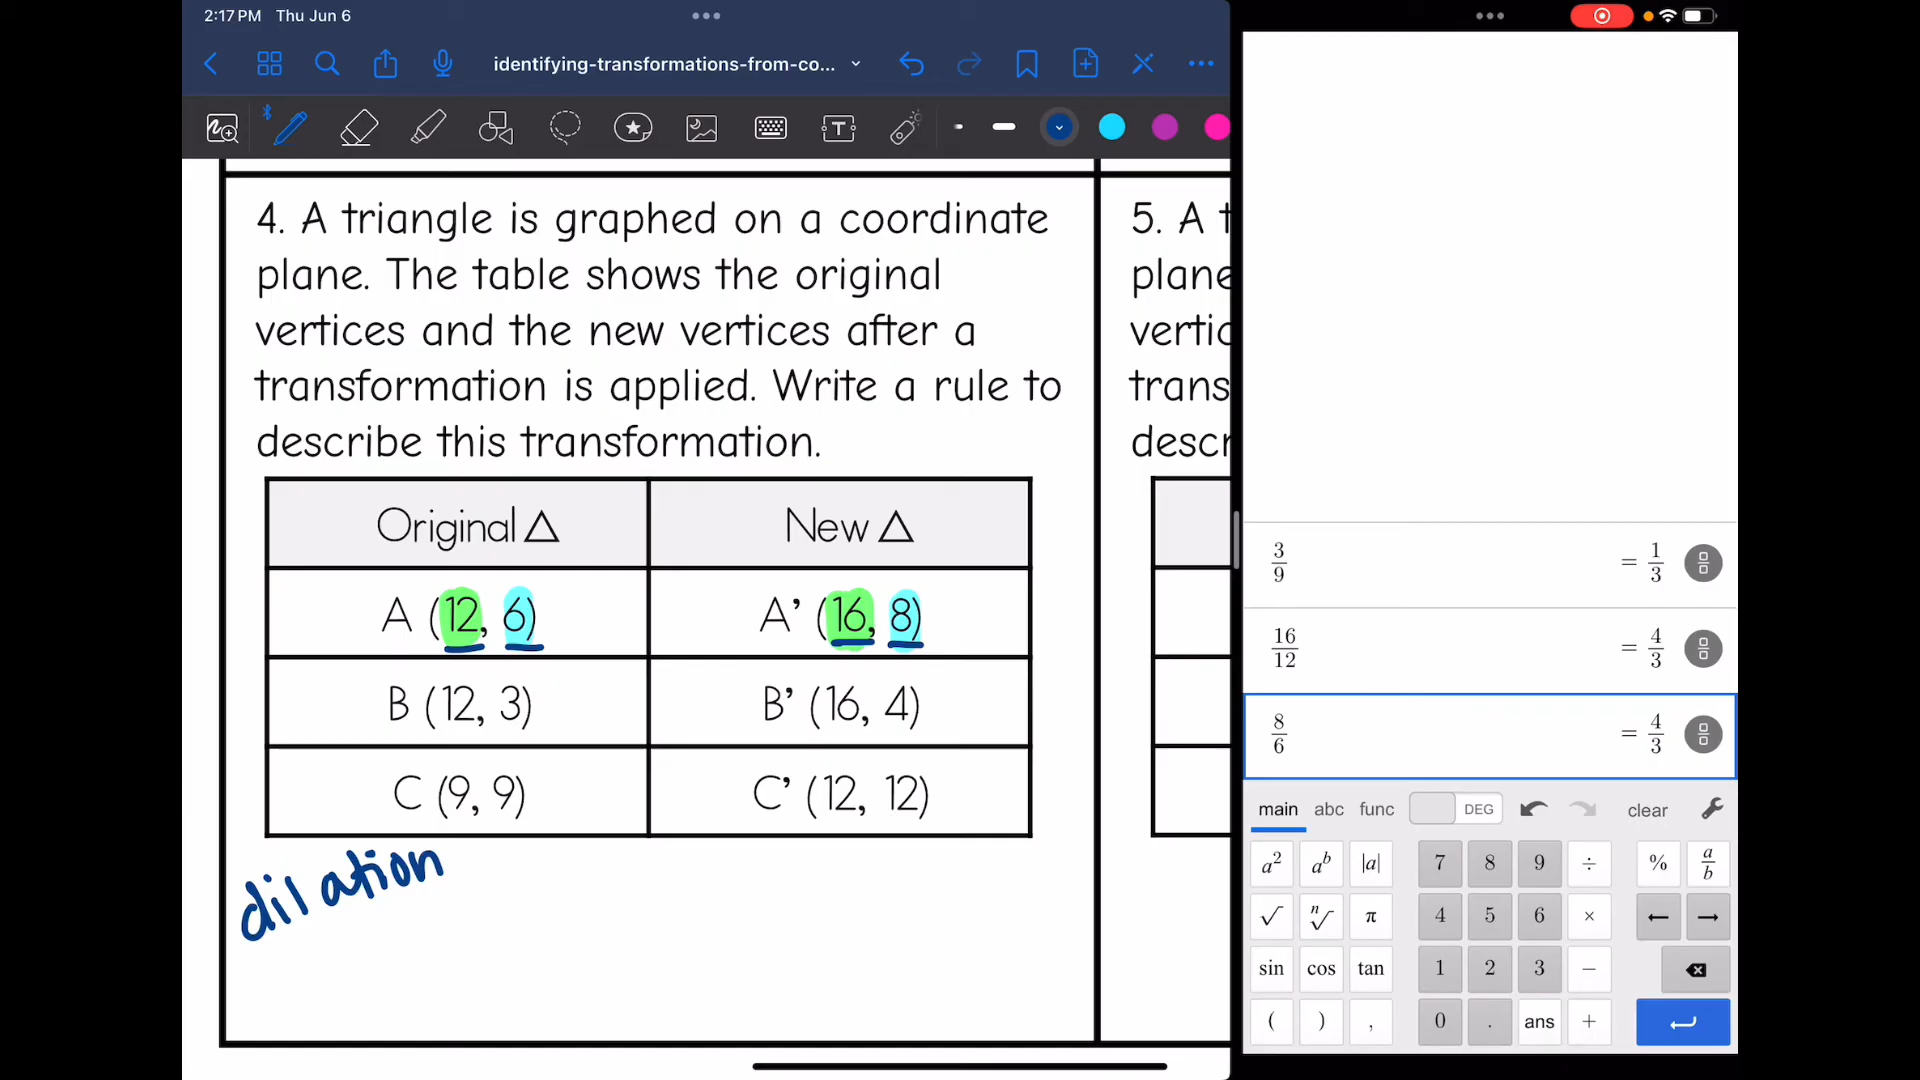 2:17 PM Thu Jun 6
identifying-transformations-from-co...
4. A triangle is graphed on a coordinate
plane. The table shows the original
vertices and the new vertices after a
transformation is applied. Write a rule to
describe this transformation.
Original △ New △
A (12, 6) A’ (16, 8)
B (12, 3) B’ (16, 4)
C (9, 9) C’ (12, 12)
dilation
5. A t
plane
vertic
trans
descr
3/9 = 1/3
16/12 = 4/3
8/6 = 4/3
main abc func DEG clear
a² aᵇ |a| 7 8 9 ÷ % a/b
√ ⁿ√ π 4 5 6 × ← →
sin cos tan 1 2 3 −
( ) , 0 . ans +